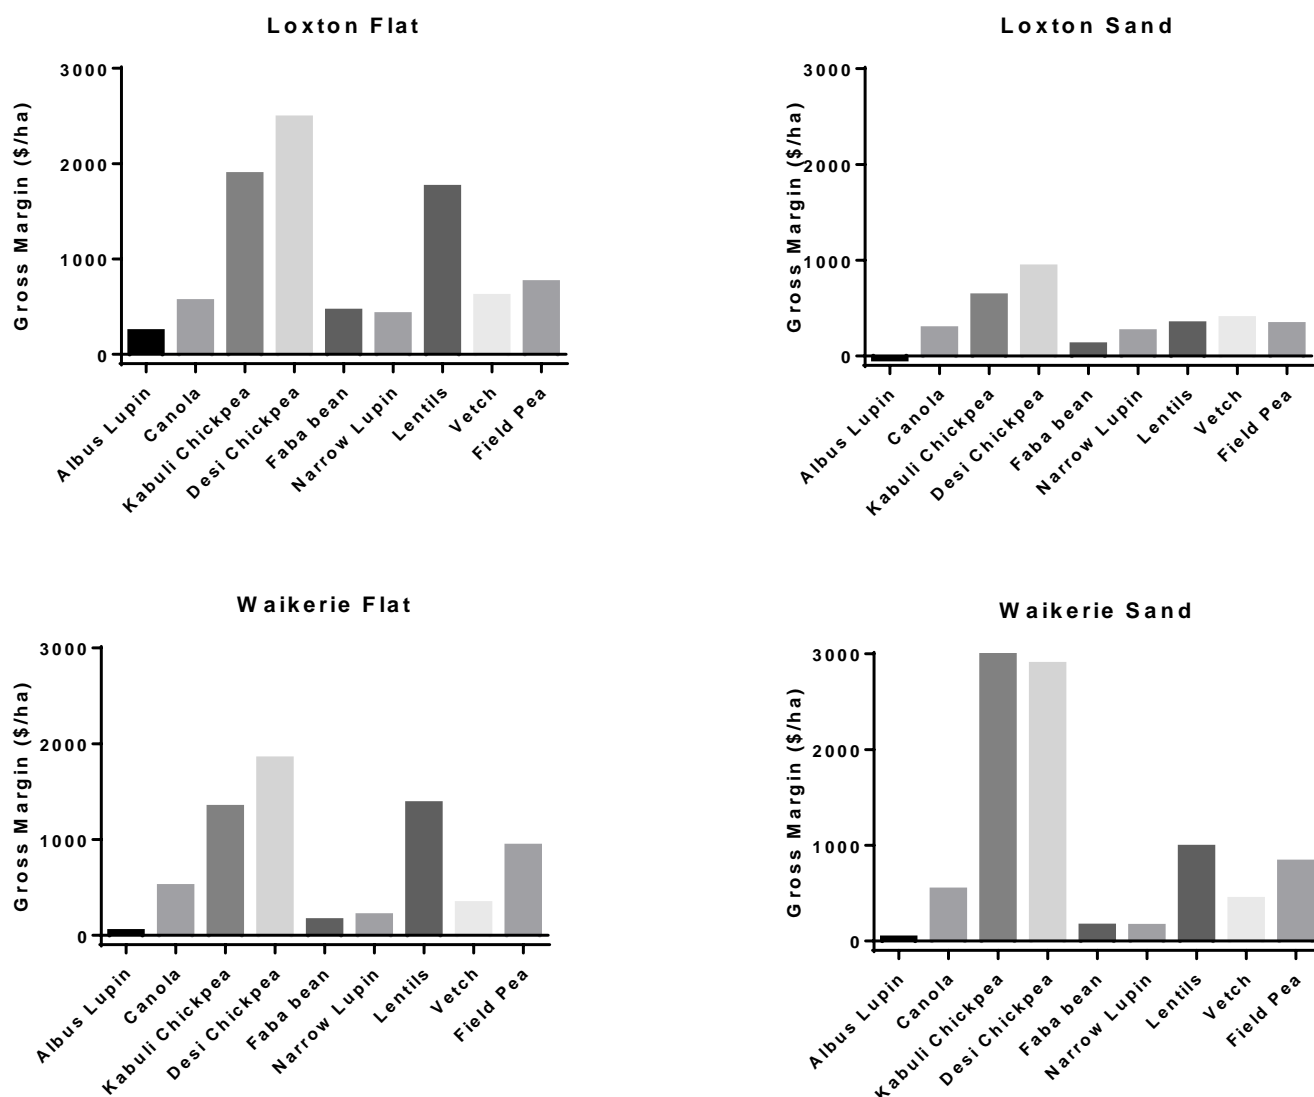 Loxton Flat
Gross Margin ($/ha)
3000
2000
1000
0
Albus Lupin
Canola
Kabuli Chickpea
Desi Chickpea
Faba bean
Narrow Lupin
Lentils
Vetch
Field Pea
Loxton Sand
Gross Margin ($/ha)
3000
2000
1000
0
Albus Lupin
Canola
Kabuli Chickpea
Desi Chickpea
Faba bean
Narrow Lupin
Lentils
Vetch
Field Pea
Waikerie Flat
Gross Margin ($/ha)
3000
2000
1000
0
Albus Lupin
Canola
Kabuli Chickpea
Desi Chickpea
Faba bean
Narrow Lupin
Lentils
Vetch
Field Pea
Waikerie Sand
Gross Margin ($/ha)
3000
2000
1000
0
Albus Lupin
Canola
Kabuli Chickpea
Desi Chickpea
Faba bean
Narrow Lupin
Lentils
Vetch
Field Pea